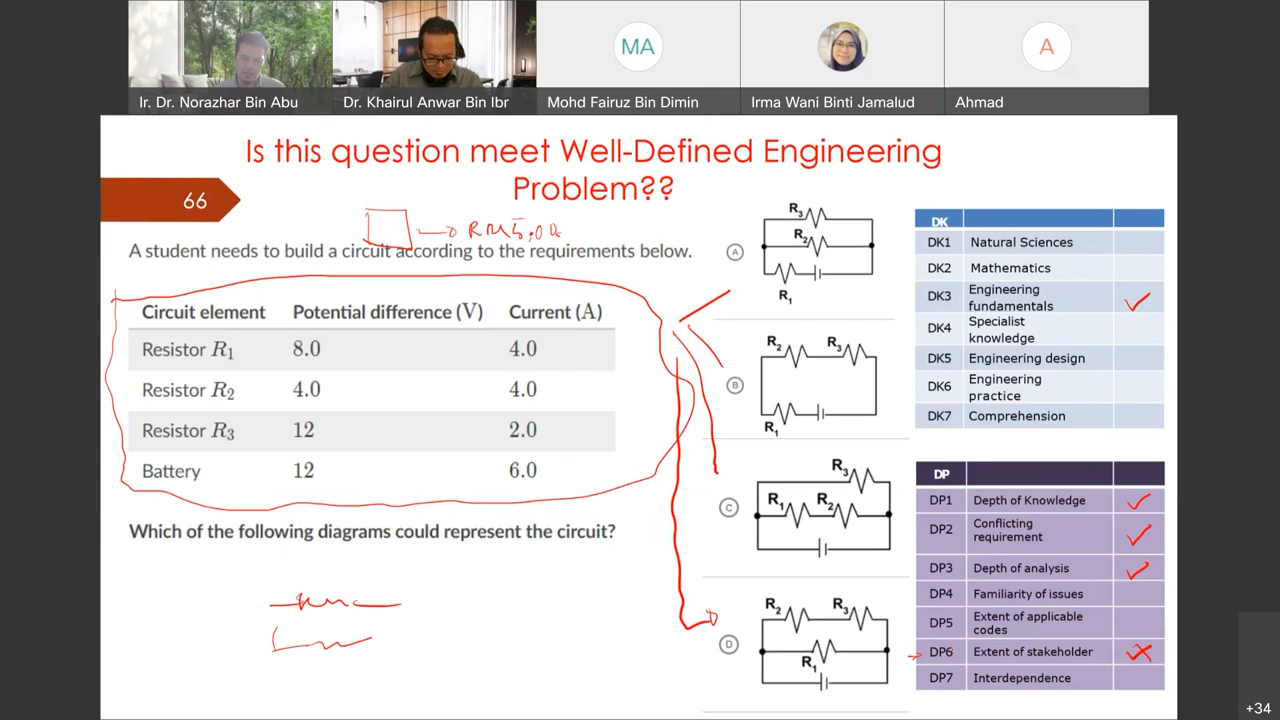 MA
A
Ir. Dr. Norazhar Bin Abu
Dr. Khairul Anwar Bin Ibr
Mohd Fairuz Bin Dimin
Irma Wani Binti Jamalud
Ahmad
Is this question meet Well-Defined Engineering
Problem??
66
A student needs to build a circuit according to the requirements below.
Circuit element Potential difference (V) Current (A)
Resistor R1 8.0 4.0
Resistor R2 4.0 4.0
Resistor R3 12 2.0
Battery 12 6.0
Which of the following diagrams could represent the circuit?
A
R3
R2
R1
B
R2 R3
R1
C
R3
R1 R2
D
R2 R3
R1
DK
DK1 Natural Sciences
DK2 Mathematics
DK3 Engineering
fundamentals
DK4 Specialist
knowledge
DK5 Engineering design
DK6 Engineering
practice
DK7 Comprehension
DP
DP1 Depth of Knowledge
DP2 Conflicting
requirement
DP3 Depth of analysis
DP4 Familiarity of issues
DP5 Extent of applicable
codes
DP6 Extent of stakeholder
DP7 Interdependence
+34